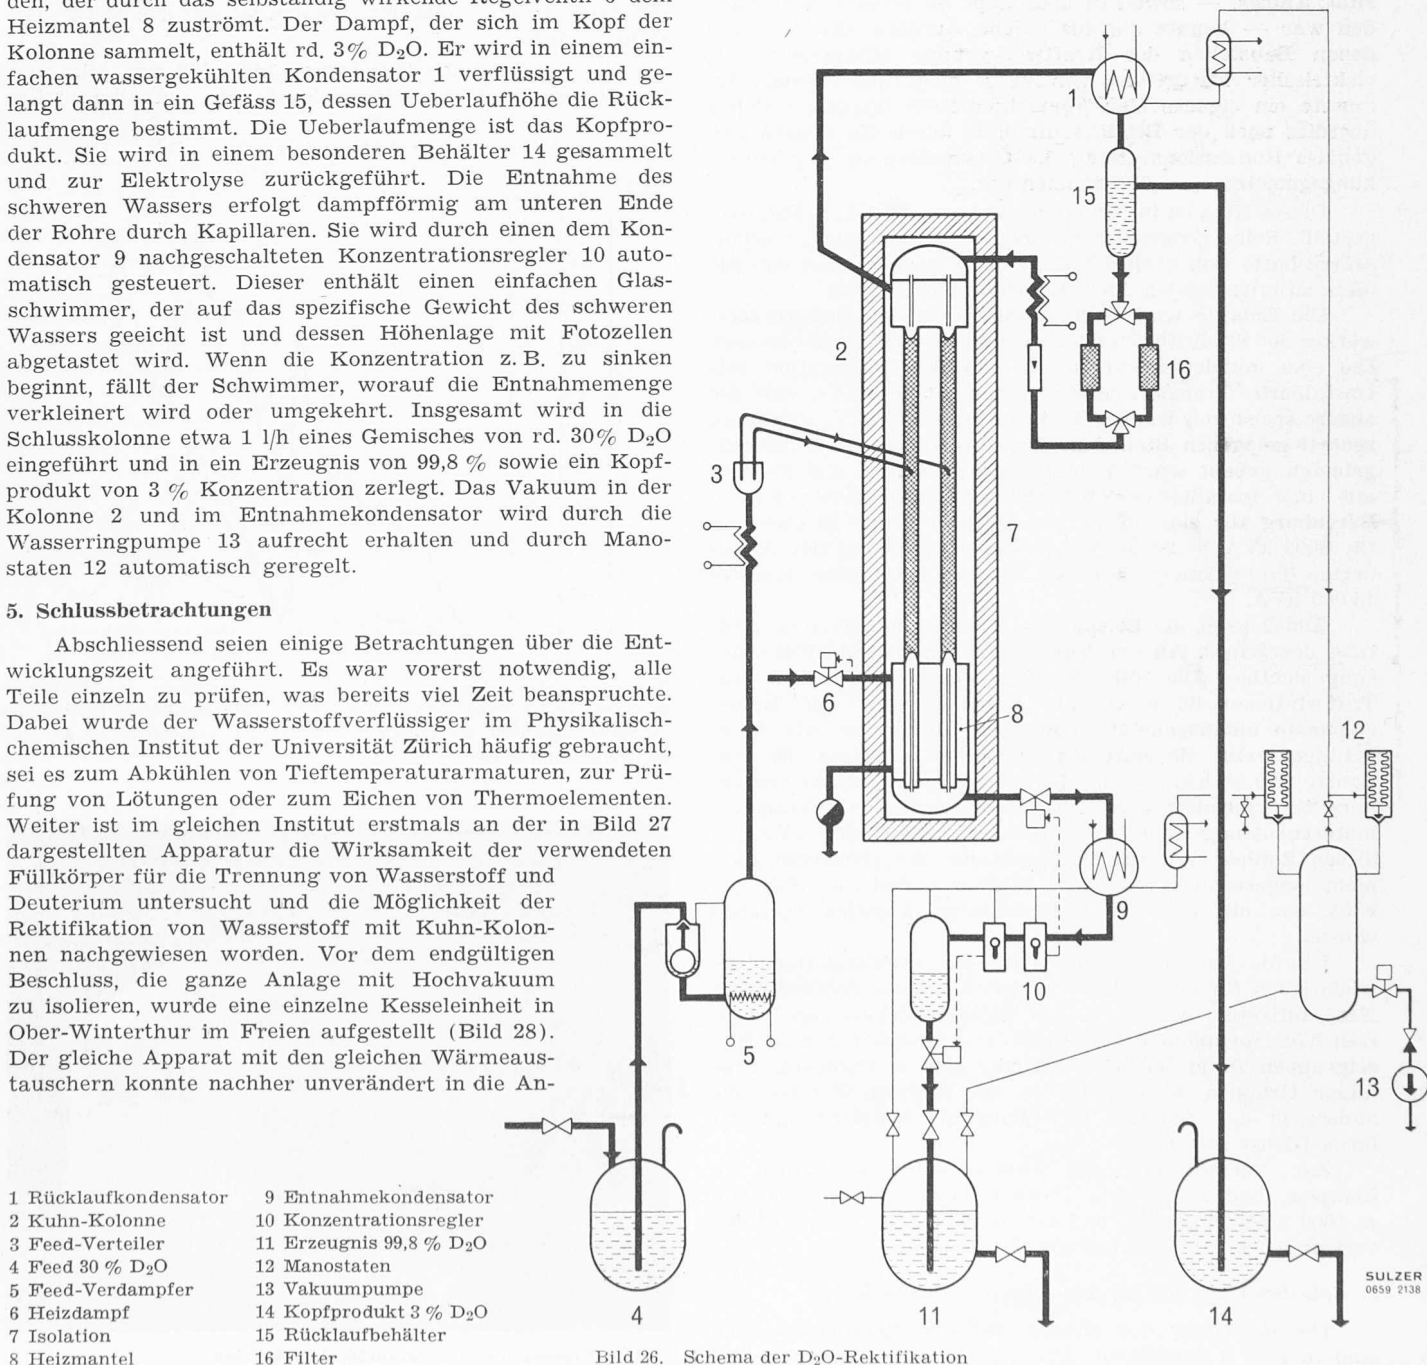 den, der durch das selbständig wirkende Regelventil 6 dem
Heizmantel 8 zuströmt. Der Dampf, der sich im Kopf der
Kolonne sammelt, enthält rd. 3% D₂O. Er wird in einem ein-
fachen wassergekühlten Kondensator 1 verflüssigt und ge-
langt dann in ein Gefäss 15, dessen Ueberlaufhöhe die Rück-
laufmenge bestimmt. Die Ueberlaufmenge ist das Kopfpro-
dukt. Sie wird in einem besonderen Behälter 14 gesammelt
und zur Elektrolyse zurückgeführt. Die Entnahme des
schweren Wassers erfolgt dampfförmig am unteren Ende
der Rohre durch Kapillaren. Sie wird durch einen dem Kon-
densator 9 nachgeschalteten Konzentrationsregler 10 auto-
matisch gesteuert. Dieser enthält einen einfachen Glas-
schwimmer, der auf das spezifische Gewicht des schweren
Wassers geeicht ist und dessen Höhenlage mit Fotozellen
abgetastet wird. Wenn die Konzentration z. B. zu sinken
beginnt, fällt der Schwimmer, worauf die Entnahmemenge
verkleinert wird oder umgekehrt. Insgesamt wird in die
Schlusskolonne etwa 1 l/h eines Gemisches von rd. 30% D₂O
eingeführt und in ein Erzeugnis von 99,8 % sowie ein Kopf-
produkt von 3 % Konzentration zerlegt. Das Vakuum in der
Kolonne 2 und im Entnahmekondensator wird durch die
Wasserringpumpe 13 aufrecht erhalten und durch Mano-
staten 12 automatisch geregelt.
5. Schlussbetrachtungen
Abschliessend seien einige Betrachtungen über die Ent-
wicklungszeit angeführt. Es war vorerst notwendig, alle
Teile einzeln zu prüfen, was bereits viel Zeit beanspruchte.
Dabei wurde der Wasserstoffverflüssiger im Physikalisch-
chemischen Institut der Universität Zürich häufig gebraucht,
sei es zum Abkühlen von Tieftemperaturarmaturen, zur Prü-
fung von Lötungen oder zum Eichen von Thermoelementen.
Weiter ist im gleichen Institut erstmals an der in Bild 27
dargestellten Apparatur die Wirksamkeit der verwendeten
Füllkörper für die Trennung von Wasserstoff und
Deuterium untersucht und die Möglichkeit der
Rektifikation von Wasserstoff mit Kuhn-Kolon-
nen nachgewiesen worden. Vor dem endgültigen
Beschluss, die ganze Anlage mit Hochvakuum
zu isolieren, wurde eine einzelne Kesseleinheit in
Ober-Winterthur im Freien aufgestellt (Bild 28).
Der gleiche Apparat mit den gleichen Wärmeaus-
tauschern konnte nachher unverändert in die An-
1 Rücklaufkondensator
2 Kuhn-Kolonne
3 Feed-Verteiler
4 Feed 30 % D₂O
5 Feed-Verdampfer
6 Heizdampf
7 Isolation
8 Heizmantel
9 Entnahmekondensator
10 Konzentrationsregler
11 Erzeugnis 99,8 % D₂O
12 Manostaten
13 Vakuumpumpe
14 Kopfprodukt 3 % D₂O
15 Rücklaufbehälter
16 Filter
1
15
2
16
3
7
6
8
12
9
10
5
13
4
11
14
SULZER
0659 2138
Bild 26. Schema der D₂O-Rektifikation